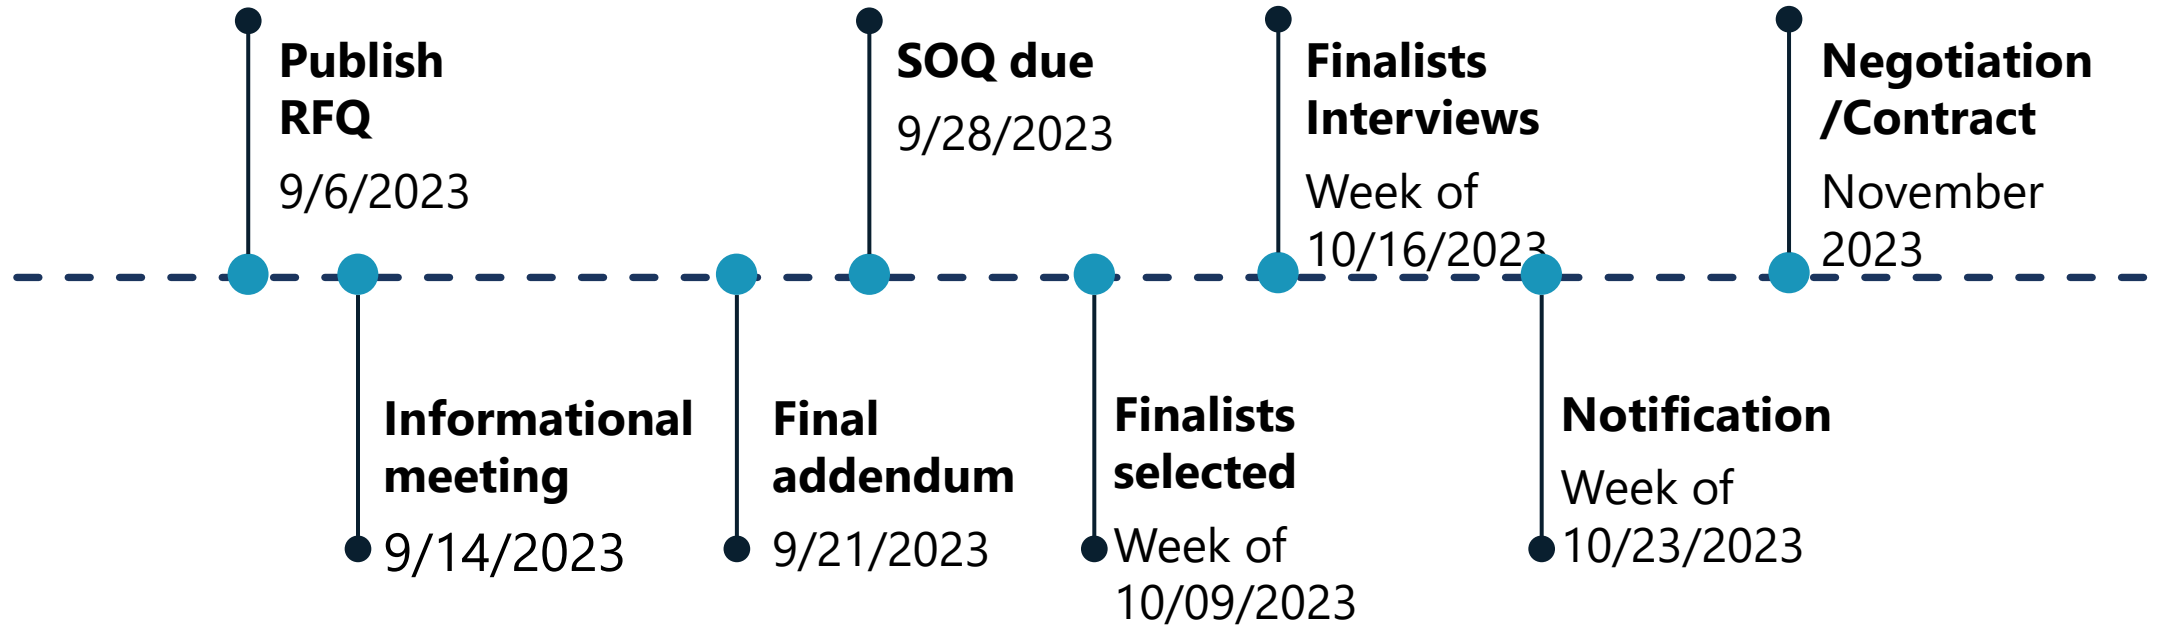 Publish
RFQ
9/6/2023
SOQ due
9/28/2023
Finalists
Interviews
Week of
10/16/2023
Negotiation
/Contract
November
2023
Informational
meeting
9/14/2023
Final
addendum
9/21/2023
Finalists
selected
Week of
10/09/2023
Notification
Week of
10/23/2023